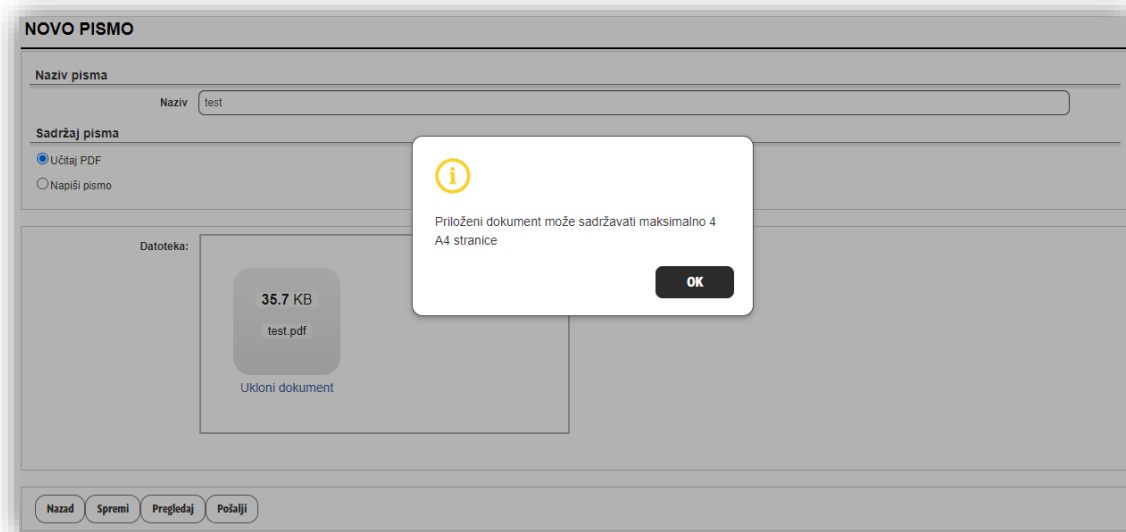 NOVO PISMO
Naziv pisma
Naziv test
Sadržaj pisma
Učitaj PDF
Napiši pismo
i
Priloženi dokument može sadržavati maksimalno 4
A4 stranice
OK
Datoteka:
35.7 KB
test.pdf
Ukloni dokument
Nazad Spremi Pregledaj Pošalji